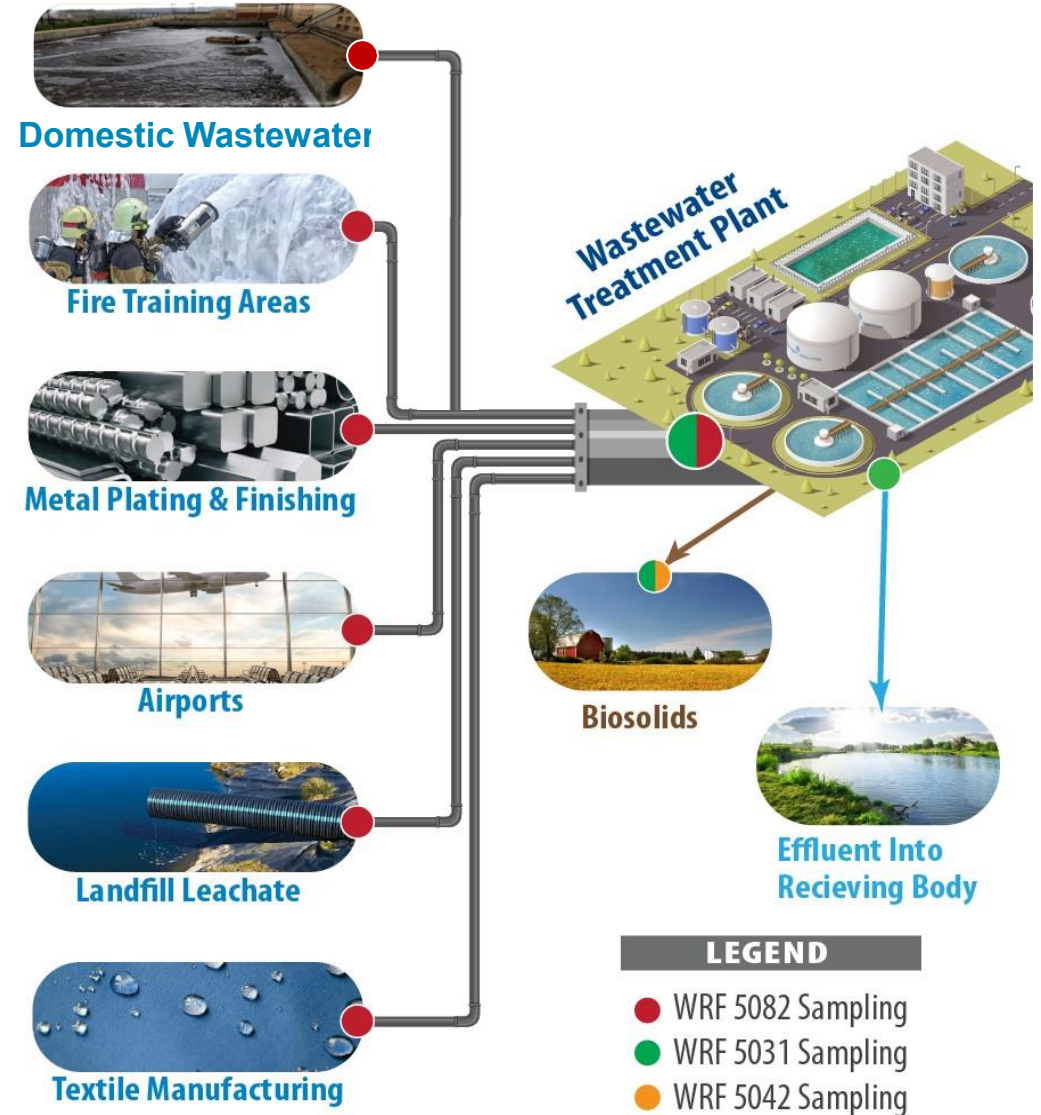 Domestic Wastewater
Fire Training Areas
Metal Plating & Finishing
Airports
Landfill Leachate
Textile Manufacturing
Wastewater
Treatment Plant
Biosolids
Effluent Into
Recieving Body
LEGEND
WRF 5082 Sampling
WRF 5031 Sampling
WRF 5042 Sampling